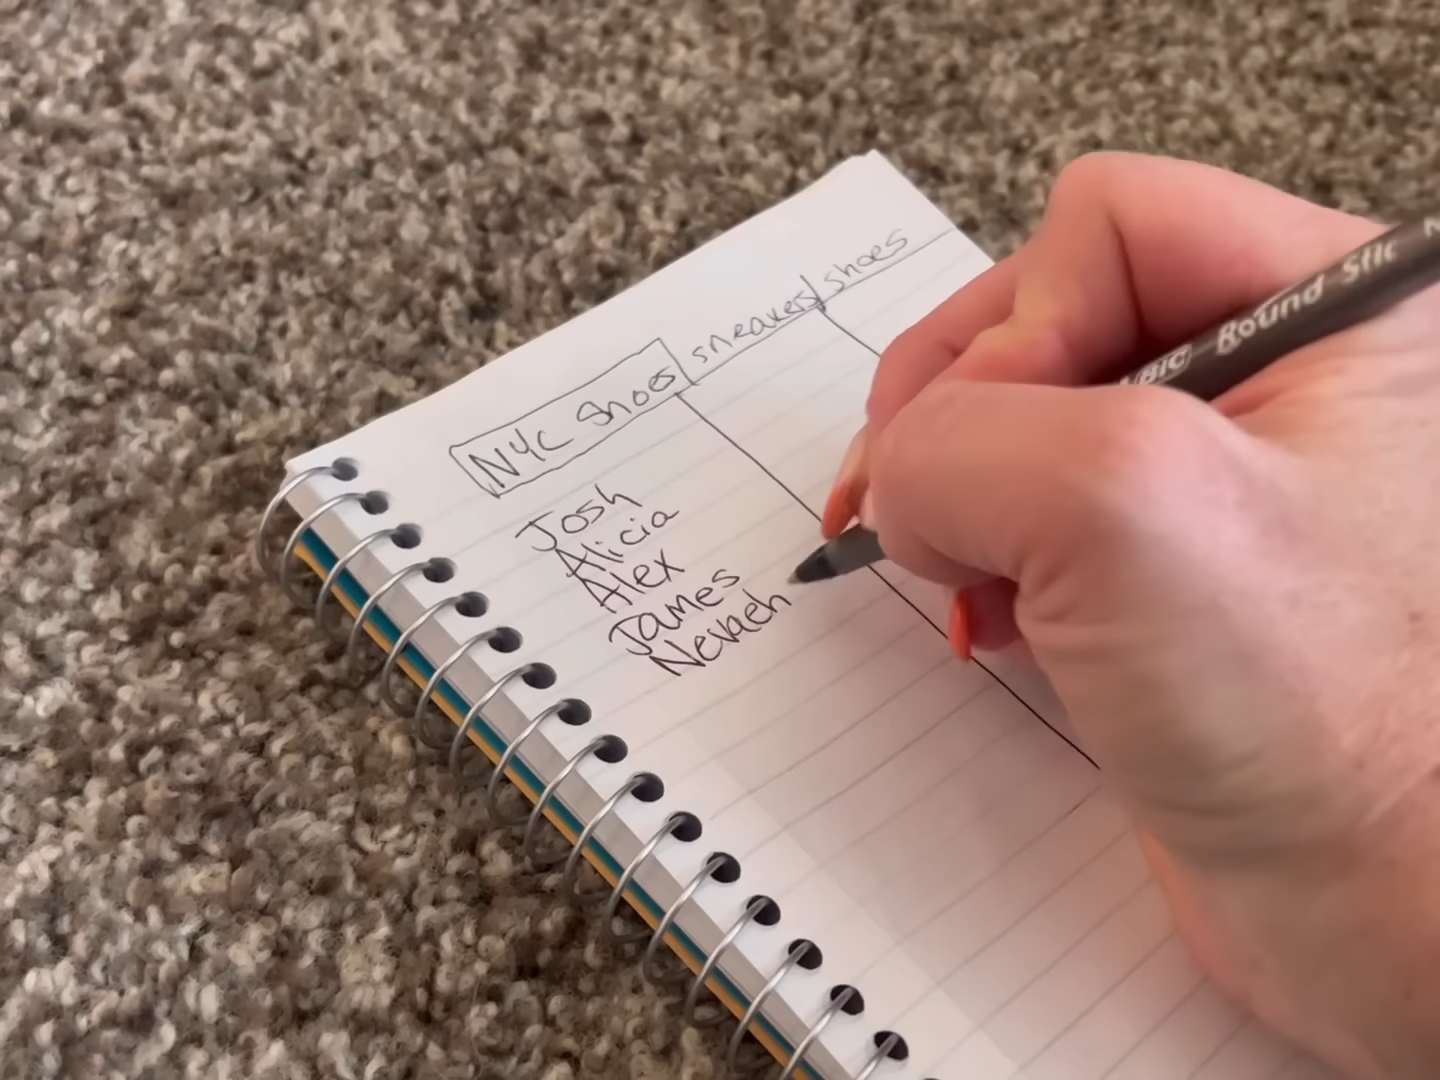 NYC Shoes sneakers/shoes
Josh
Alicia
Alex
James
Nevaeh
BIC Round Stic